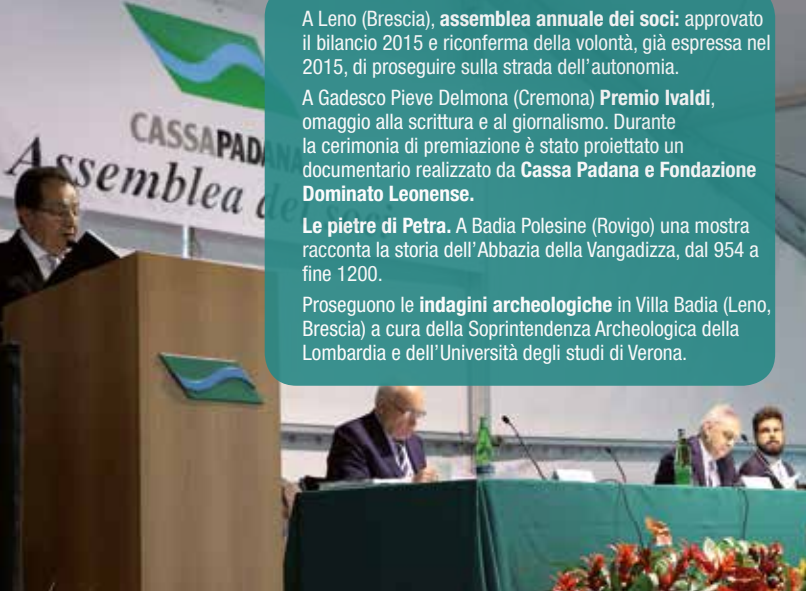 CASSAPADANA
Assemblea dei soci
A Leno (Brescia), assemblea annuale dei soci: approvato
il bilancio 2015 e riconferma della volontà, già espressa nel
2015, di proseguire sulla strada dell'autonomia.
A Gadesco Pieve Delmona (Cremona) Premio Ivaldi,
omaggio alla scrittura e al giornalismo. Durante
la cerimonia di premiazione è stato proiettato un
documentario realizzato da Cassa Padana e Fondazione
Dominato Leonense.
Le pietre di Petra. A Badia Polesine (Rovigo) una mostra
racconta la storia dell'Abbazia della Vangadizza, dal 954 a
fine 1200.
Proseguono le indagini archeologiche in Villa Badia (Leno,
Brescia) a cura della Soprintendenza Archeologica della
Lombardia e dell'Università degli studi di Verona.